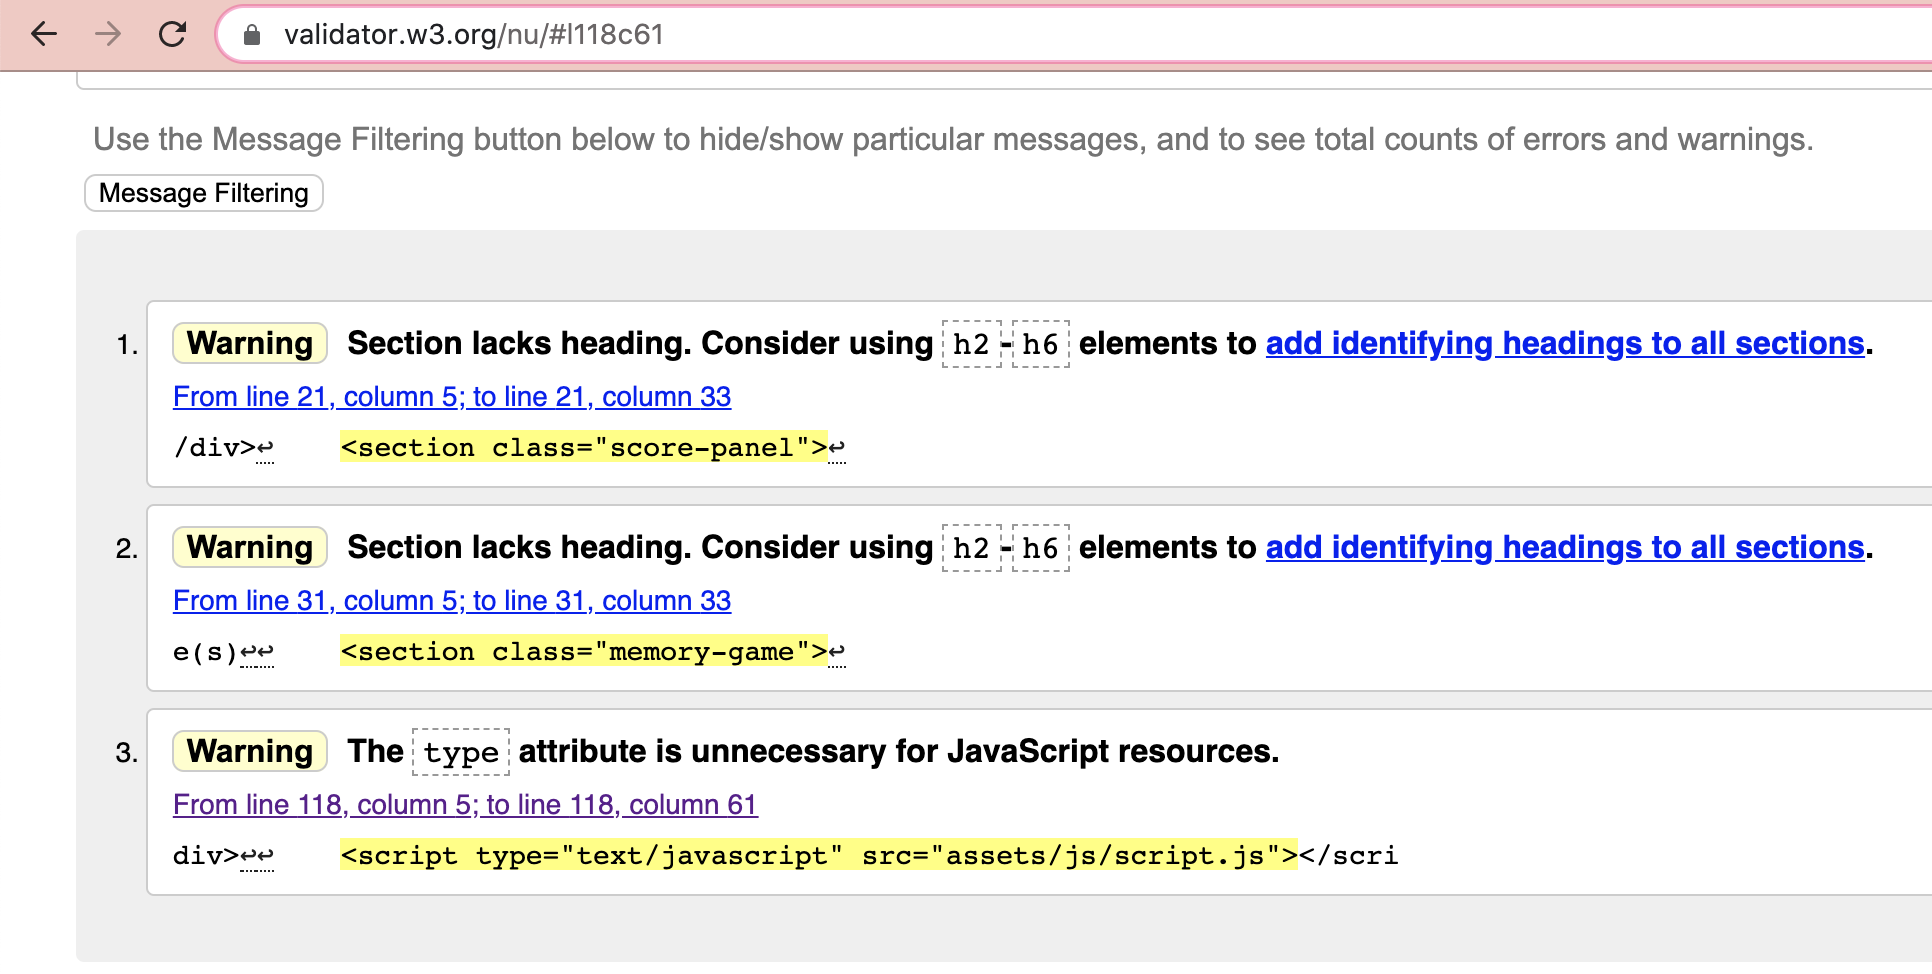 validator.w3.org/nu/#l118c61
Use the Message Filtering button below to hide/show particular messages, and to see total counts of errors and warnings.
Message Filtering
1. Warning Section lacks heading. Consider using h2-h6 elements to add identifying headings to all sections.
From line 21, column 5; to line 21, column 33
/div>↩ <section class="score-panel">↩
2. Warning Section lacks heading. Consider using h2-h6 elements to add identifying headings to all sections.
From line 31, column 5; to line 31, column 33
e(s)↩↩ <section class="memory-game">↩
3. Warning The type attribute is unnecessary for JavaScript resources.
From line 118, column 5; to line 118, column 61
div>↩↩ <script type="text/javascript" src="assets/js/script.js"></scri